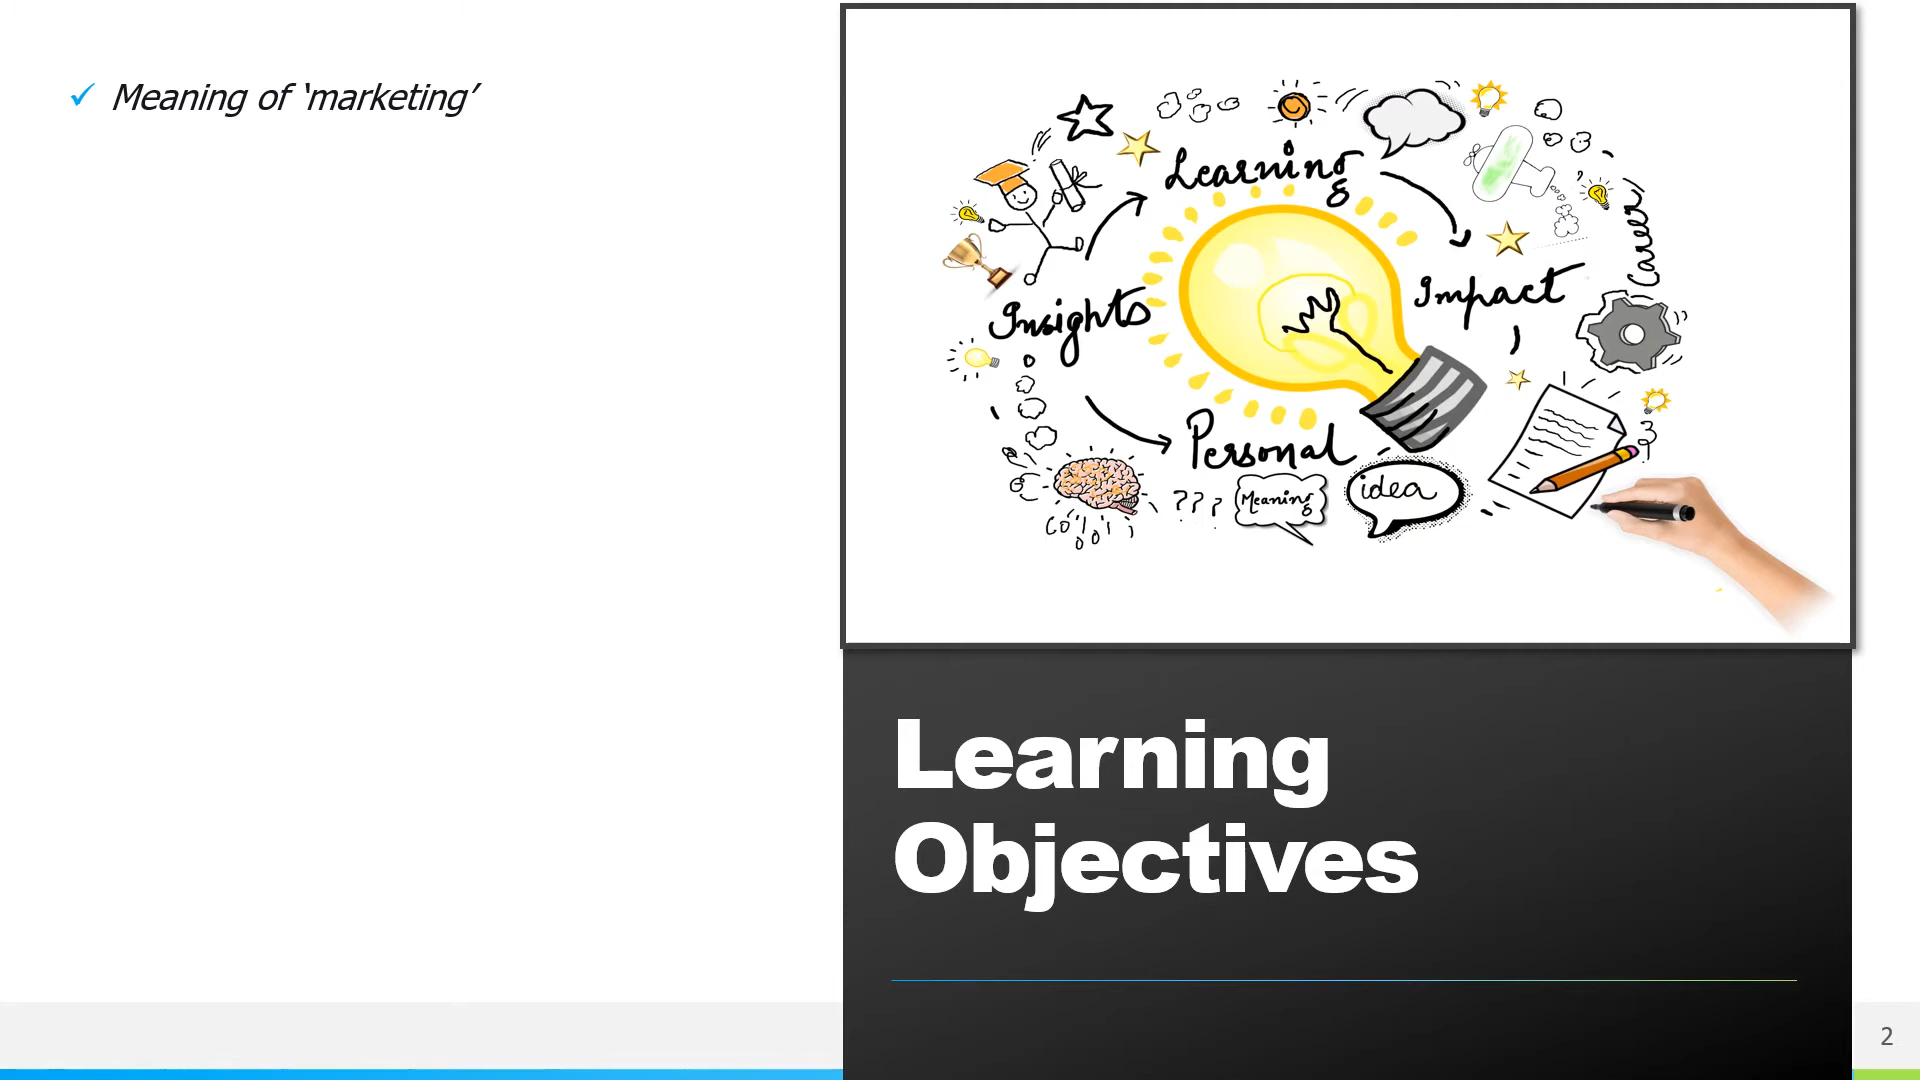 ✓ Meaning of ‘marketing’
Learning
Career
Impact
Insights
Personal
???
Meaning
idea
Learning
Objectives
2